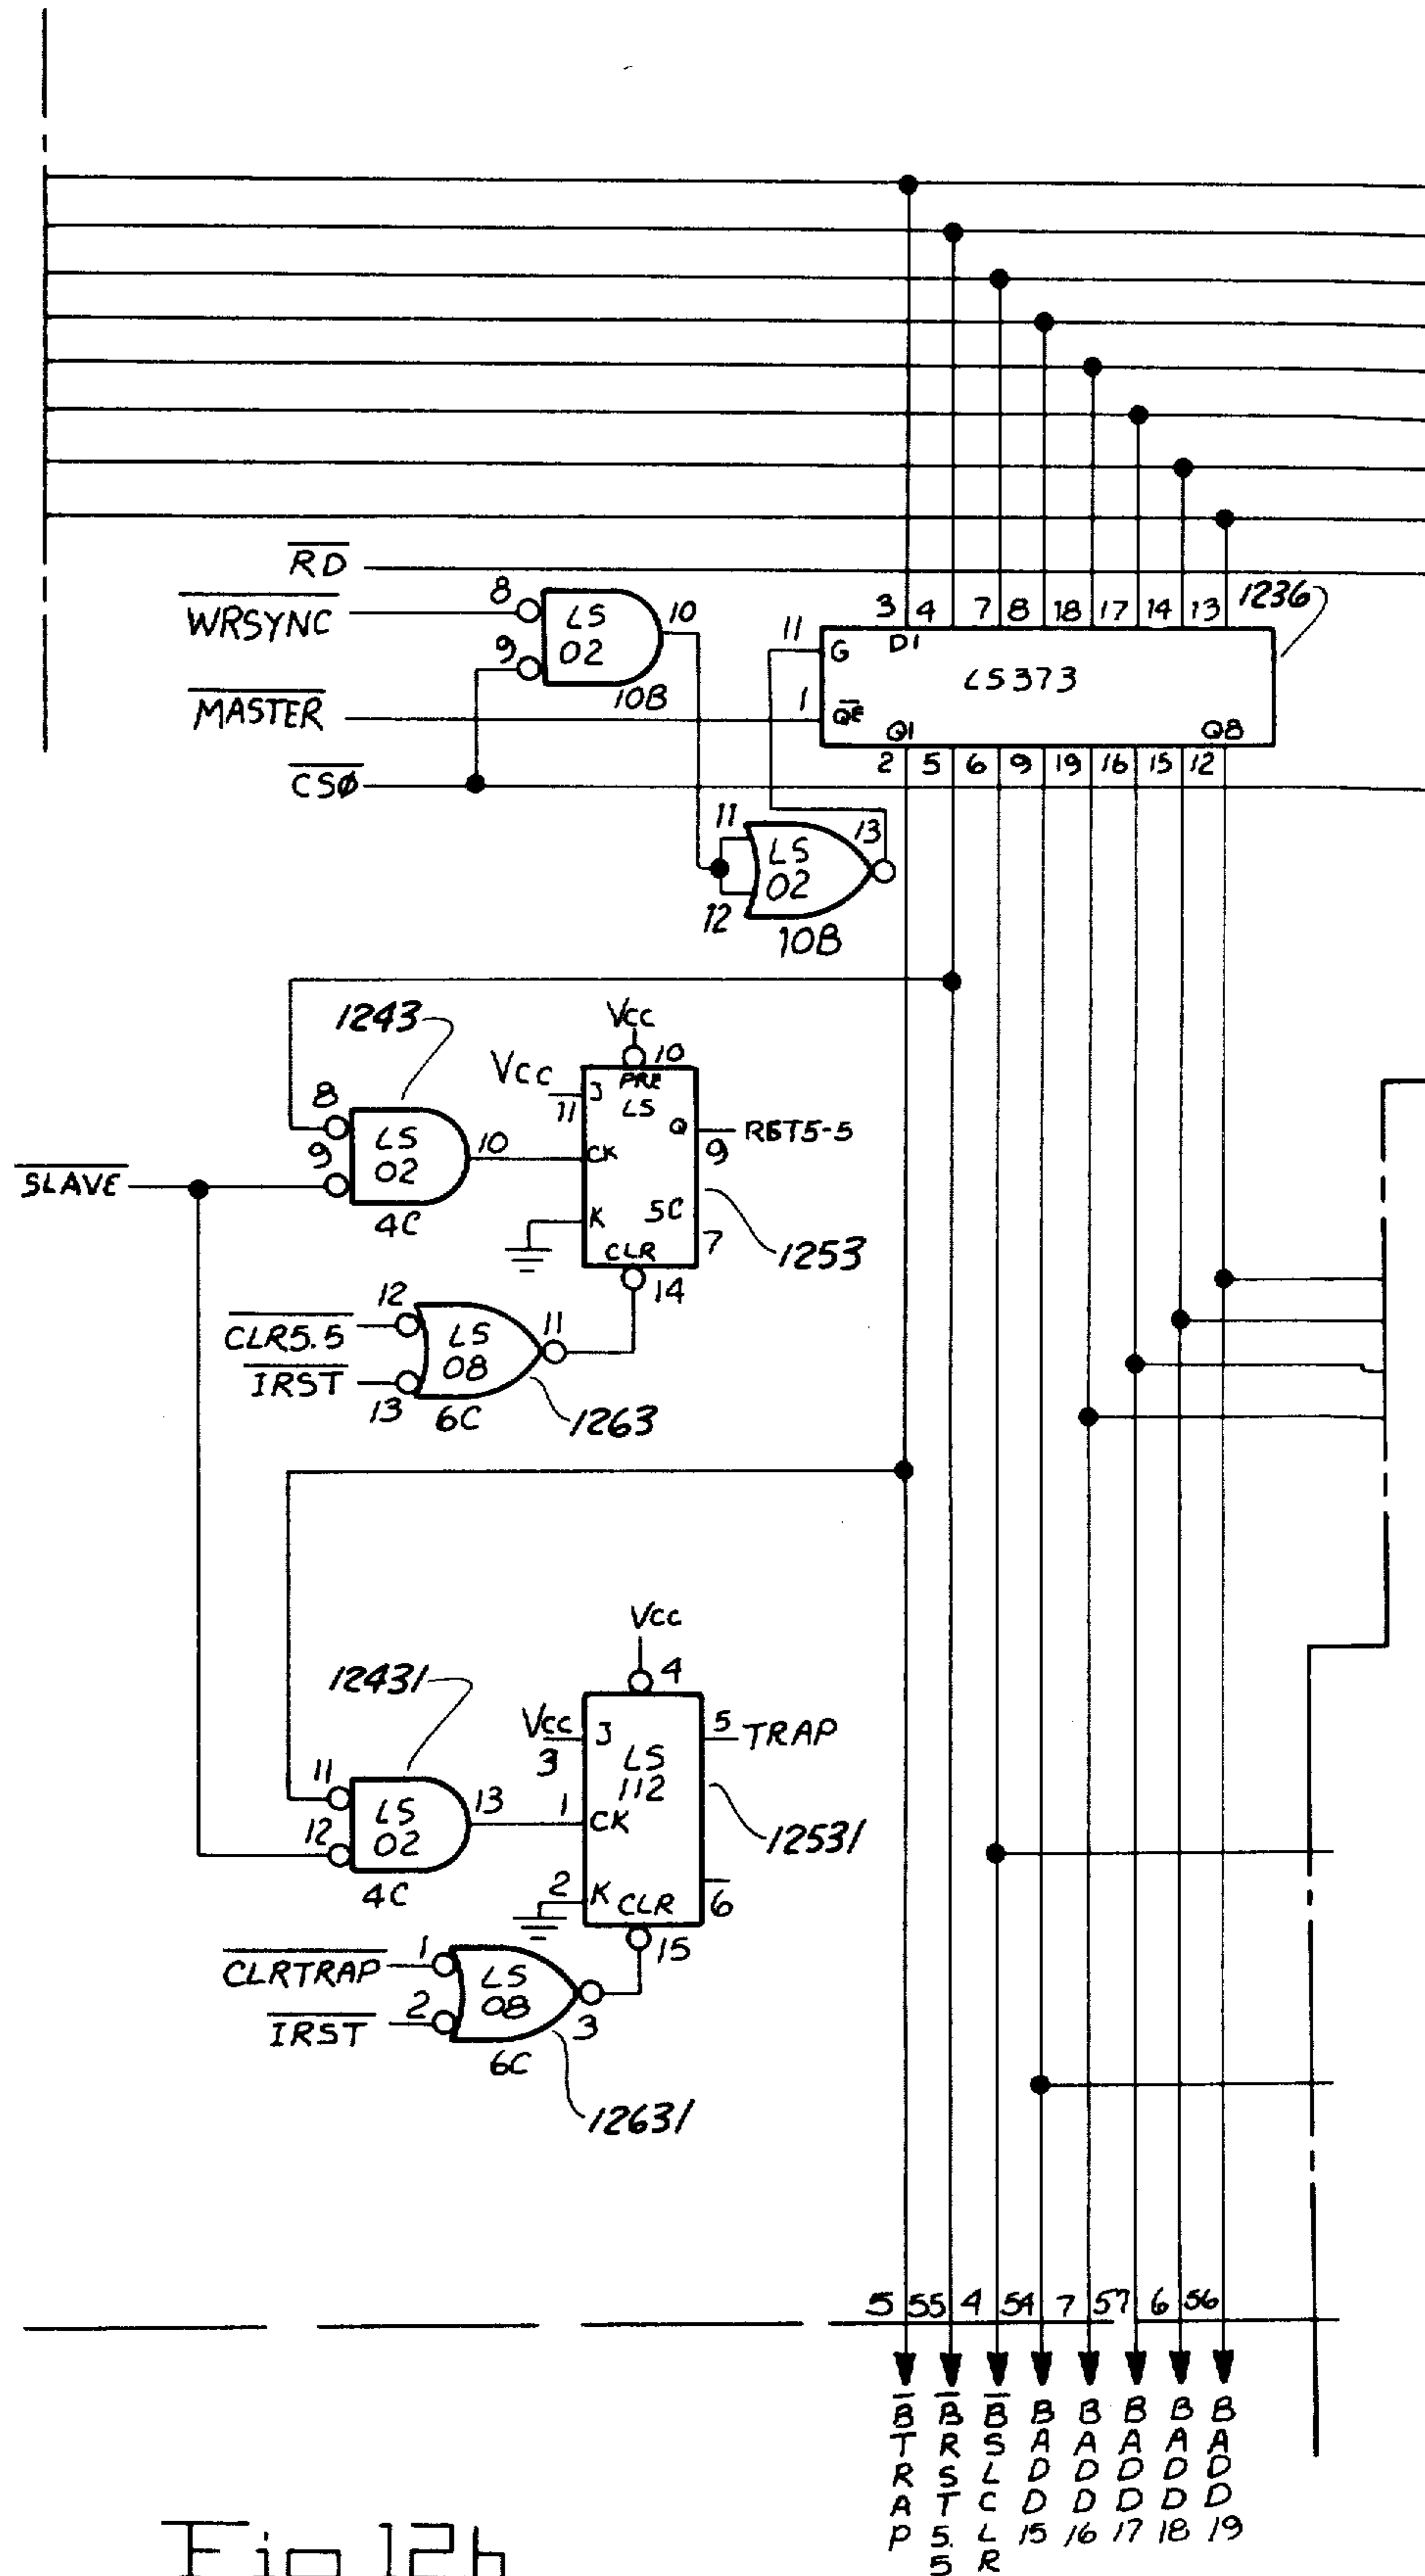 RD
WRSYNC
8
9
LS
02
10
10B
MASTER
CSØ
3 4 7 8 18 17 14 13
1236
11
G
D1
LS373
1
QE
Q1
Q8
2 5 6 9 19 16 15 12
11
LS
02
13
12
10B
1243
Vcc
10
Vcc
PRE
J
11
LS
Q
RST5-5
9
8
LS
02
9
10
CK
SLAVE
4C
K
5C
7
1253
CLR
14
12
CLR5.5
LS
08
11
IRST
13
6C
1263
Vcc
4
12431
Vcc
3
J
LS
112
5
TRAP
11
LS
02
12
13
1
CK
12531
4C
2
K
CLR
6
15
CLRTRAP
1
LS
08
IRST
2
3
6C
12631
5 55 4 54 7 57 6 56
BTRAP
BRST5.5
BSLCLR
BADD15
BADD16
BADD17
BADD18
BADD19
Fig 12b